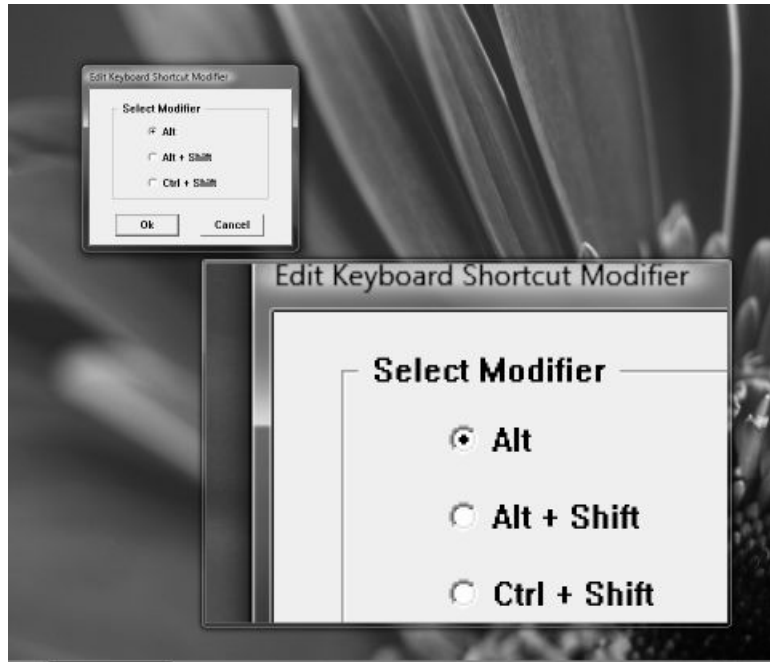 Edit Keyboard Shortcut Modifier
Select Modifier
Alt
Alt + Shift
Ctrl + Shift
Ok
Cancel
Edit Keyboard Shortcut Modifier
Select Modifier
Alt
Alt + Shift
Ctrl + Shift